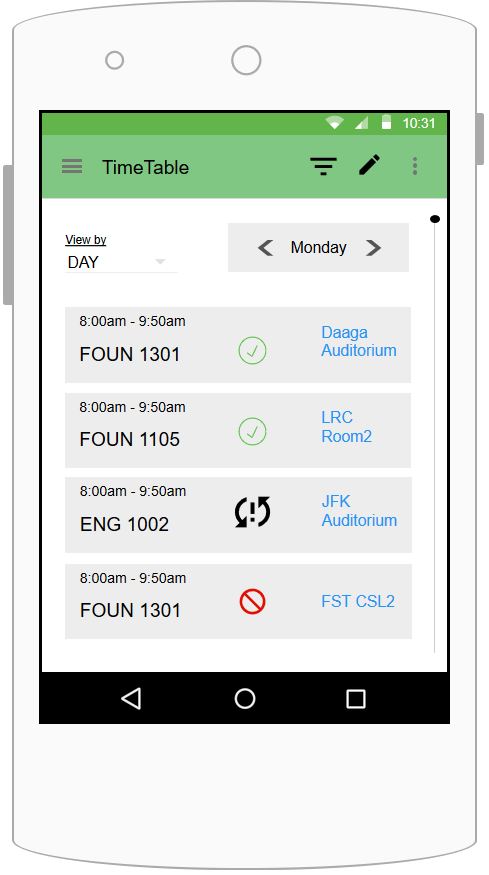 10:31
TimeTable
View by
DAY
Monday
8:00am - 9:50am
FOUN 1301
Daaga
Auditorium
8:00am - 9:50am
FOUN 1105
LRC
Room2
8:00am - 9:50am
ENG 1002
JFK
Auditorium
8:00am - 9:50am
FOUN 1301
FST CSL2